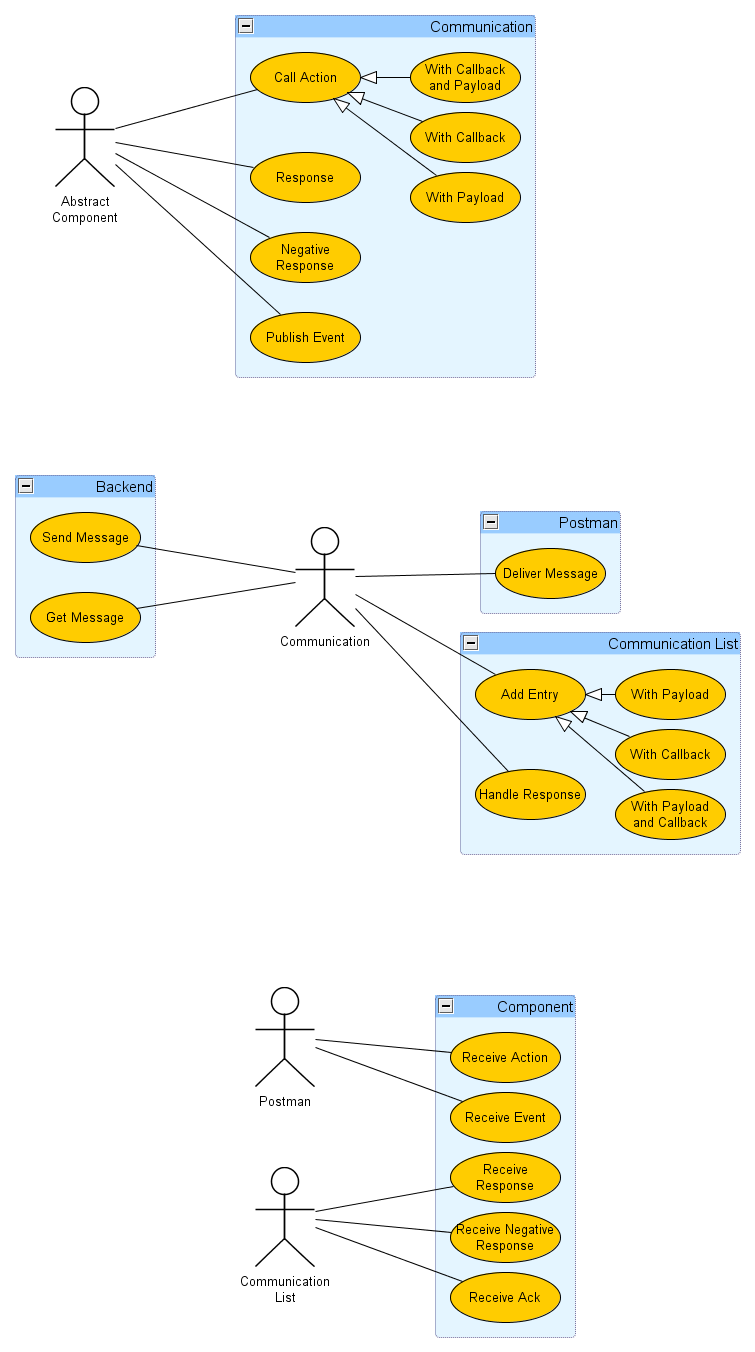 Communication
Call Action
With Callback
and Payload
With Callback
With Payload
Response
Negative
Response
Publish Event
Abstract
Component
Backend
Send Message
Get Message
Communication
Postman
Deliver Message
Communication List
Add Entry
With Payload
With Callback
With Payload
and Callback
Handle Response
Postman
Component
Receive Action
Receive Event
Receive
Response
Receive Negative
Response
Receive Ack
Communication
List